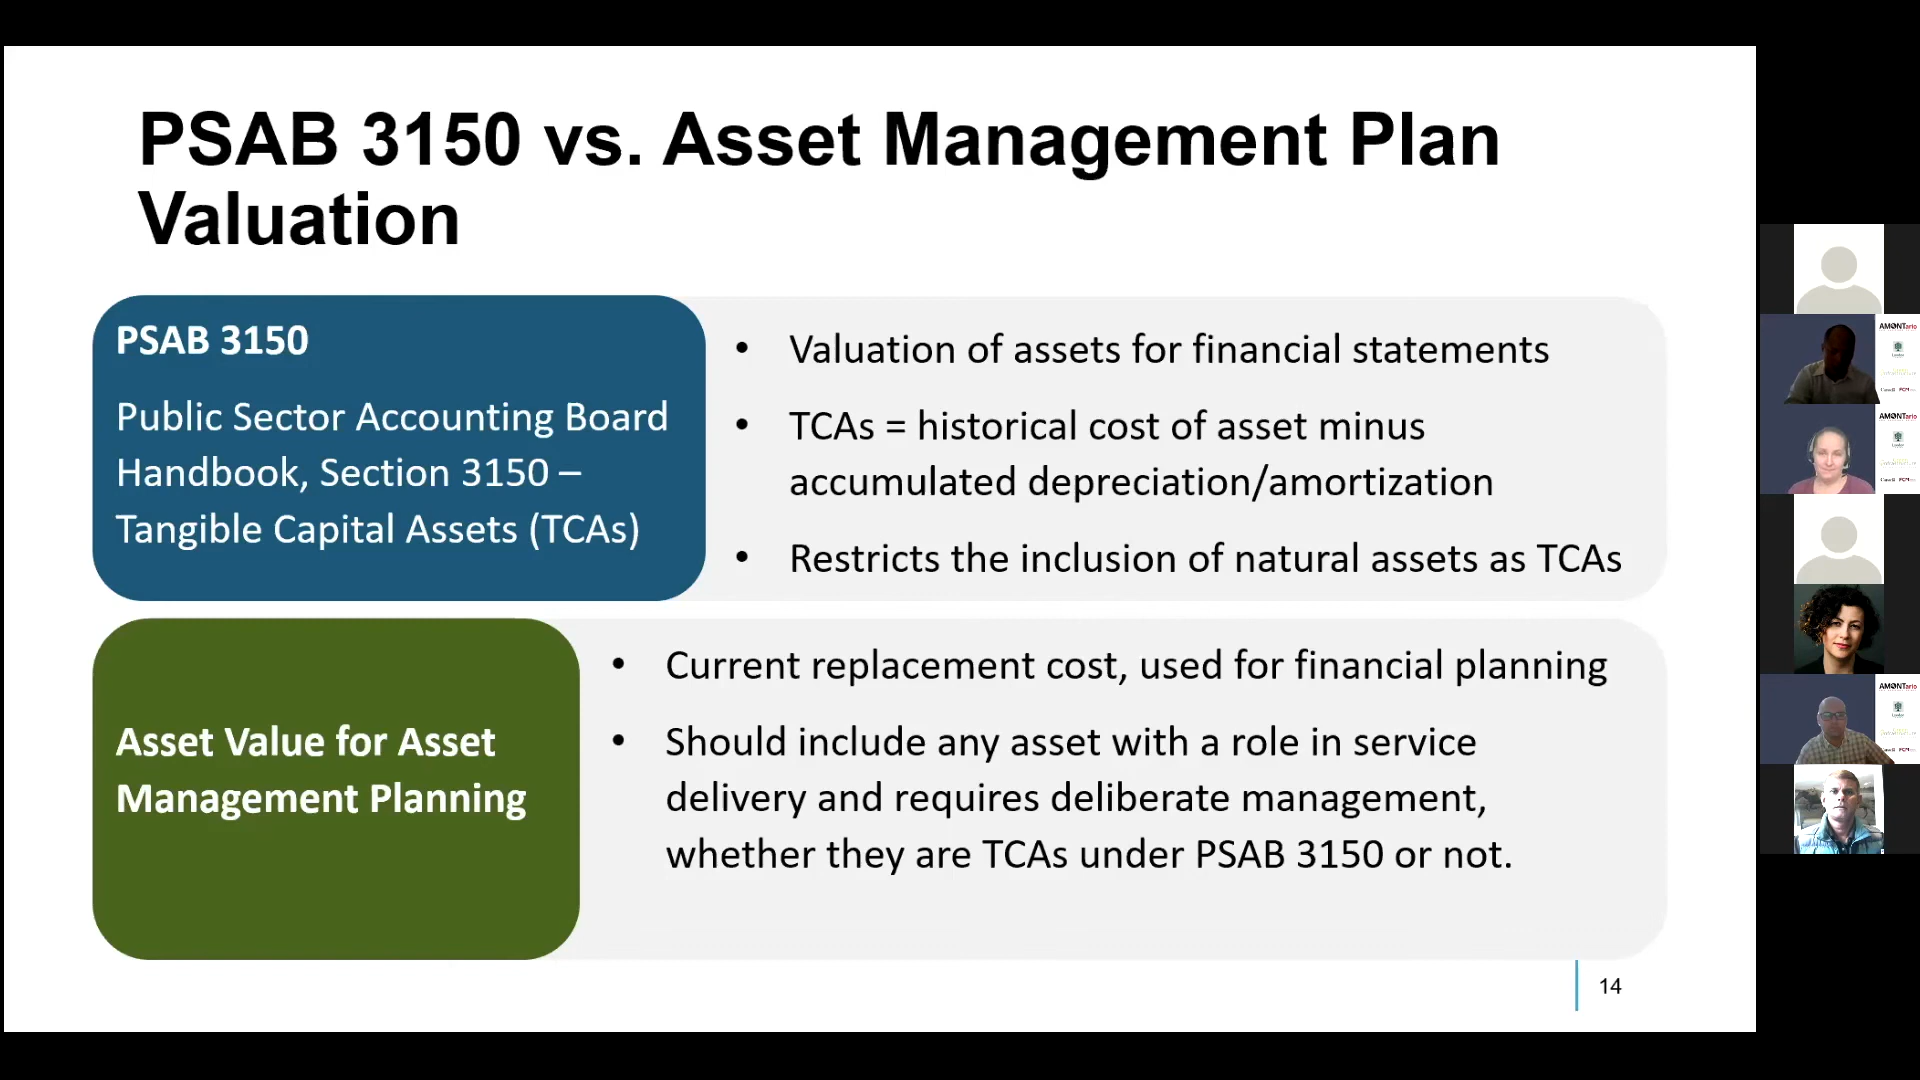 PSAB 3150 vs. Asset Management Plan
Valuation
PSAB 3150
Public Sector Accounting Board
Handbook, Section 3150 –
Tangible Capital Assets (TCAs)
• Valuation of assets for financial statements
• TCAs = historical cost of asset minus
accumulated depreciation/amortization
• Restricts the inclusion of natural assets as TCAs
Asset Value for Asset
Management Planning
• Current replacement cost, used for financial planning
• Should include any asset with a role in service
delivery and requires deliberate management,
whether they are TCAs under PSAB 3150 or not.
14
AMONTario
AMONTario
AMONTario